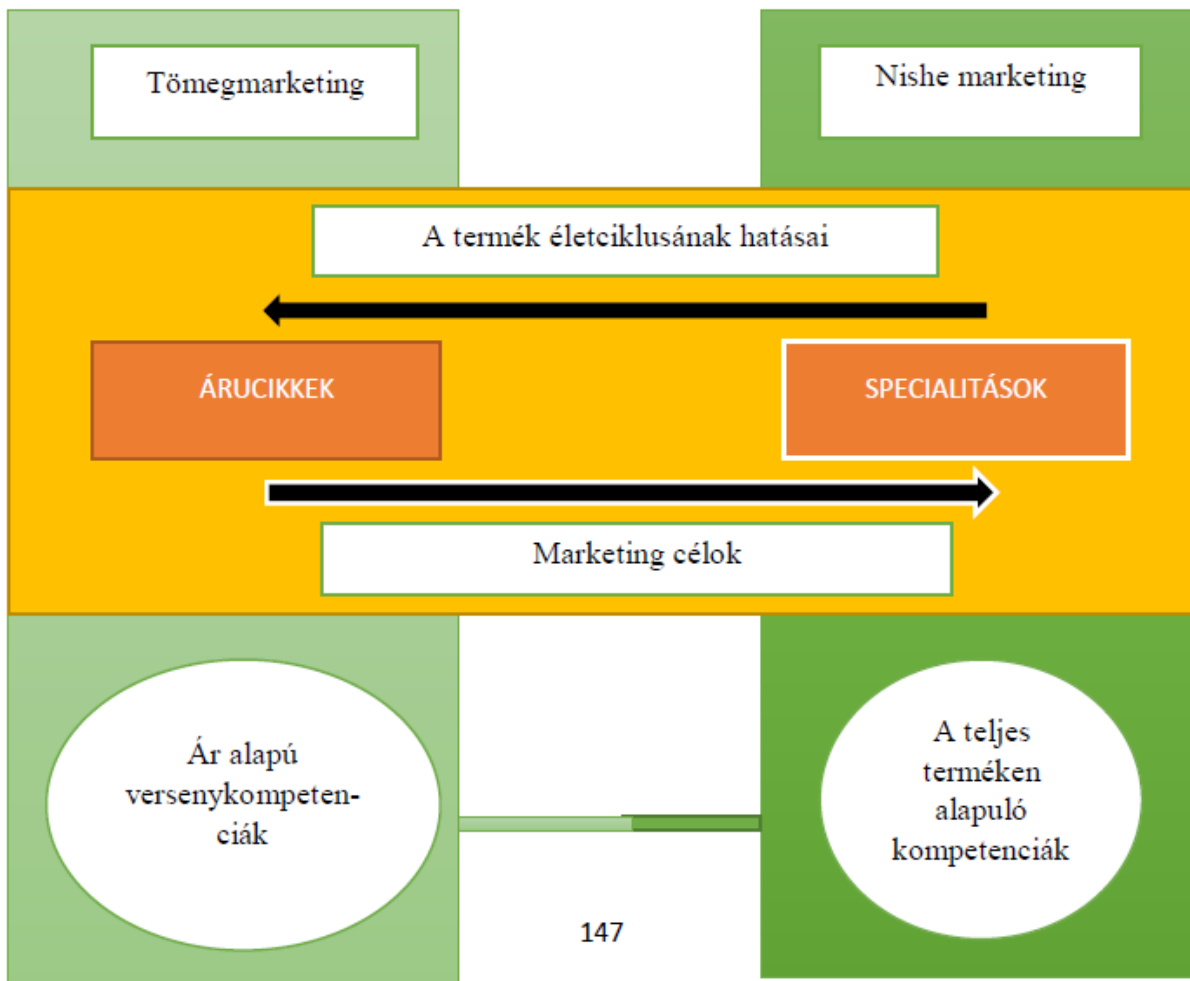 Tömegmarketing
Nishe marketing
A termék életciklusának hatásai
ÁRUCIKKEK
SPECIALITÁSOK
Marketing célok
Ár alapú
versenykompeten-
ciák
A teljes
terméken
alapuló
kompetenciák
147